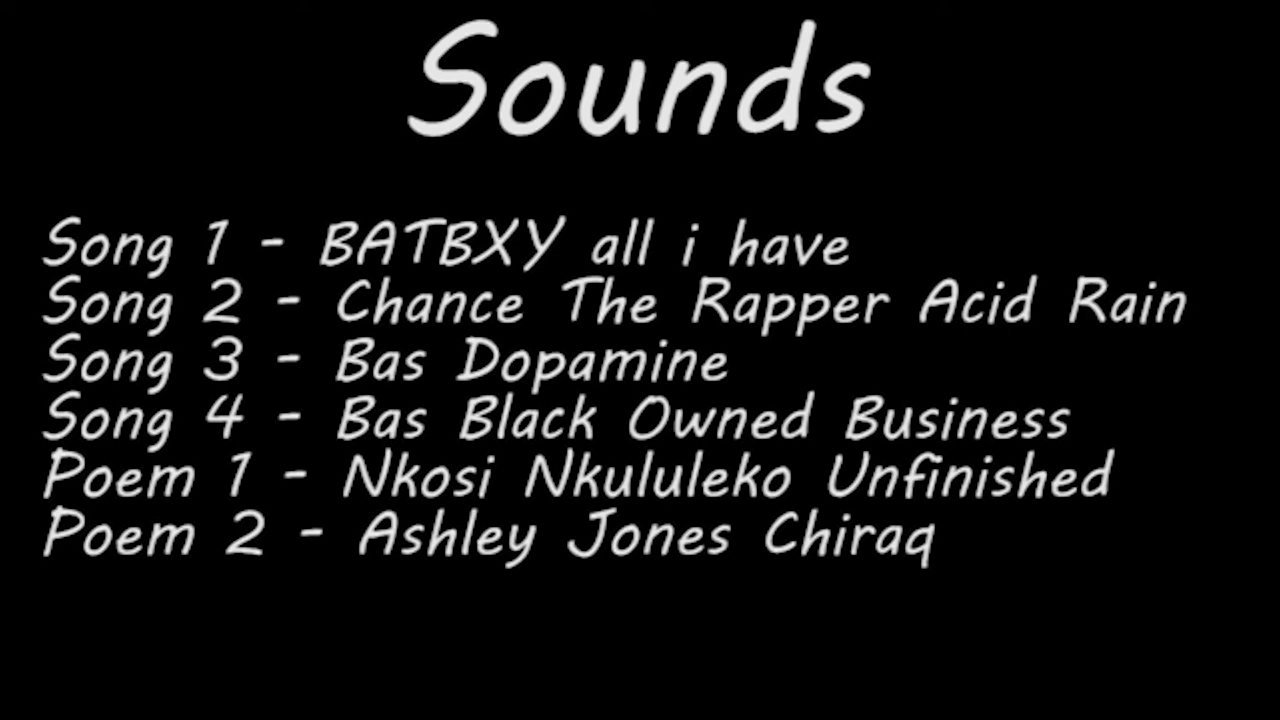 Sounds
Song 1 - BATBXY all i have
Song 2 - Chance The Rapper Acid Rain
Song 3 - Bas Dopamine
Song 4 - Bas Black Owned Business
Poem 1 - Nkosi Nkululeko Unfinished
Poem 2 - Ashley Jones Chiraq